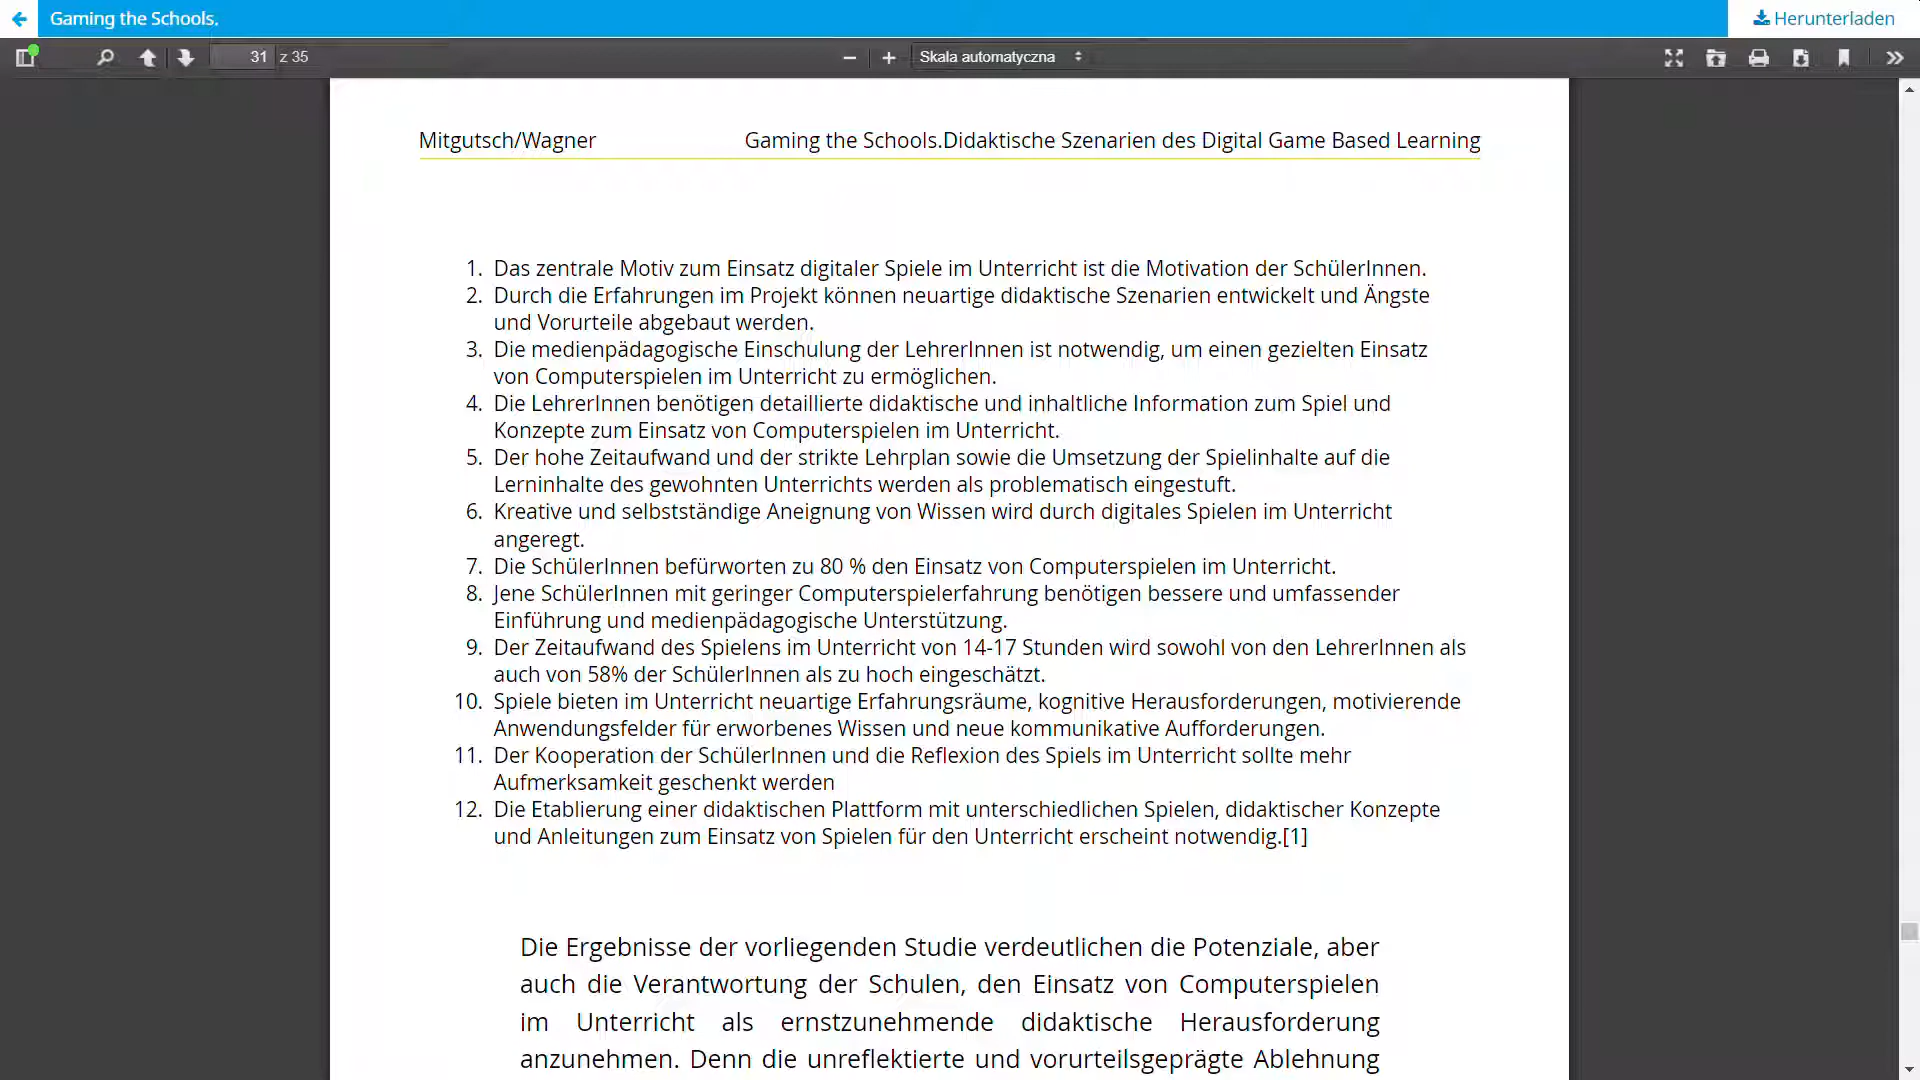 Gaming the Schools.
Herunterladen
31 z 35
Skala automatyczna
Mitgutsch/Wagner Gaming the Schools.Didaktische Szenarien des Digital Game Based Learning
1. Das zentrale Motiv zum Einsatz digitaler Spiele im Unterricht ist die Motivation der SchülerInnen.
2. Durch die Erfahrungen im Projekt können neuartige didaktische Szenarien entwickelt und Ängste
und Vorurteile abgebaut werden.
3. Die medienpädagogische Einschulung der LehrerInnen ist notwendig, um einen gezielten Einsatz
von Computerspielen im Unterricht zu ermöglichen.
4. Die LehrerInnen benötigen detaillierte didaktische und inhaltliche Information zum Spiel und
Konzepte zum Einsatz von Computerspielen im Unterricht.
5. Der hohe Zeitaufwand und der strikte Lehrplan sowie die Umsetzung der Spielinhalte auf die
Lerninhalte des gewohnten Unterrichts werden als problematisch eingestuft.
6. Kreative und selbstständige Aneignung von Wissen wird durch digitales Spielen im Unterricht
angeregt.
7. Die SchülerInnen befürworten zu 80 % den Einsatz von Computerspielen im Unterricht.
8. Jene SchülerInnen mit geringer Computerspielerfahrung benötigen bessere und umfassender
Einführung und medienpädagogische Unterstützung.
9. Der Zeitaufwand des Spielens im Unterricht von 14-17 Stunden wird sowohl von den LehrerInnen als
auch von 58% der SchülerInnen als zu hoch eingeschätzt.
10. Spiele bieten im Unterricht neuartige Erfahrungsräume, kognitive Herausforderungen, motivierende
Anwendungsfelder für erworbenes Wissen und neue kommunikative Aufforderungen.
11. Der Kooperation der SchülerInnen und die Reflexion des Spiels im Unterricht sollte mehr
Aufmerksamkeit geschenkt werden
12. Die Etablierung einer didaktischen Plattform mit unterschiedlichen Spielen, didaktischer Konzepte
und Anleitungen zum Einsatz von Spielen für den Unterricht erscheint notwendig.[1]
Die Ergebnisse der vorliegenden Studie verdeutlichen die Potenziale, aber
auch die Verantwortung der Schulen, den Einsatz von Computerspielen
im Unterricht als ernstzunehmende didaktische Herausforderung
anzunehmen. Denn die unreflektierte und vorurteilsgeprägte Ablehnung